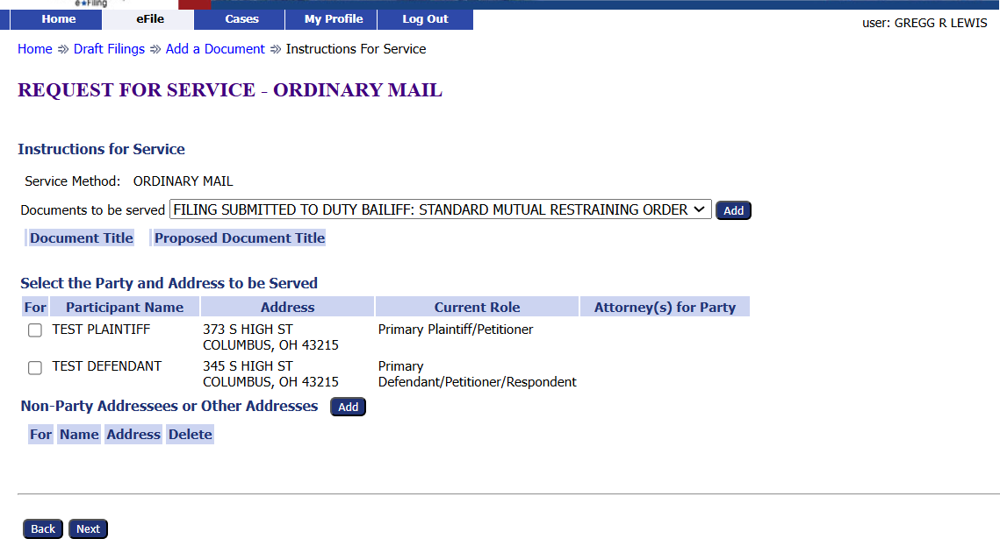 e★Filing
Home eFile Cases My Profile Log Out
user: GREGG R LEWIS
Home ⇒ Draft Filings ⇒ Add a Document ⇒ Instructions For Service
REQUEST FOR SERVICE - ORDINARY MAIL
Instructions for Service
Service Method: ORDINARY MAIL
Documents to be served FILING SUBMITTED TO DUTY BAILIFF: STANDARD MUTUAL RESTRAINING ORDER Add
Document Title Proposed Document Title
Select the Party and Address to be Served
For Participant Name Address Current Role Attorney(s) for Party
TEST PLAINTIFF 373 S HIGH ST Primary Plaintiff/Petitioner
COLUMBUS, OH 43215
TEST DEFENDANT 345 S HIGH ST Primary
COLUMBUS, OH 43215 Defendant/Petitioner/Respondent
Non-Party Addressees or Other Addresses Add
For Name Address Delete
Back Next